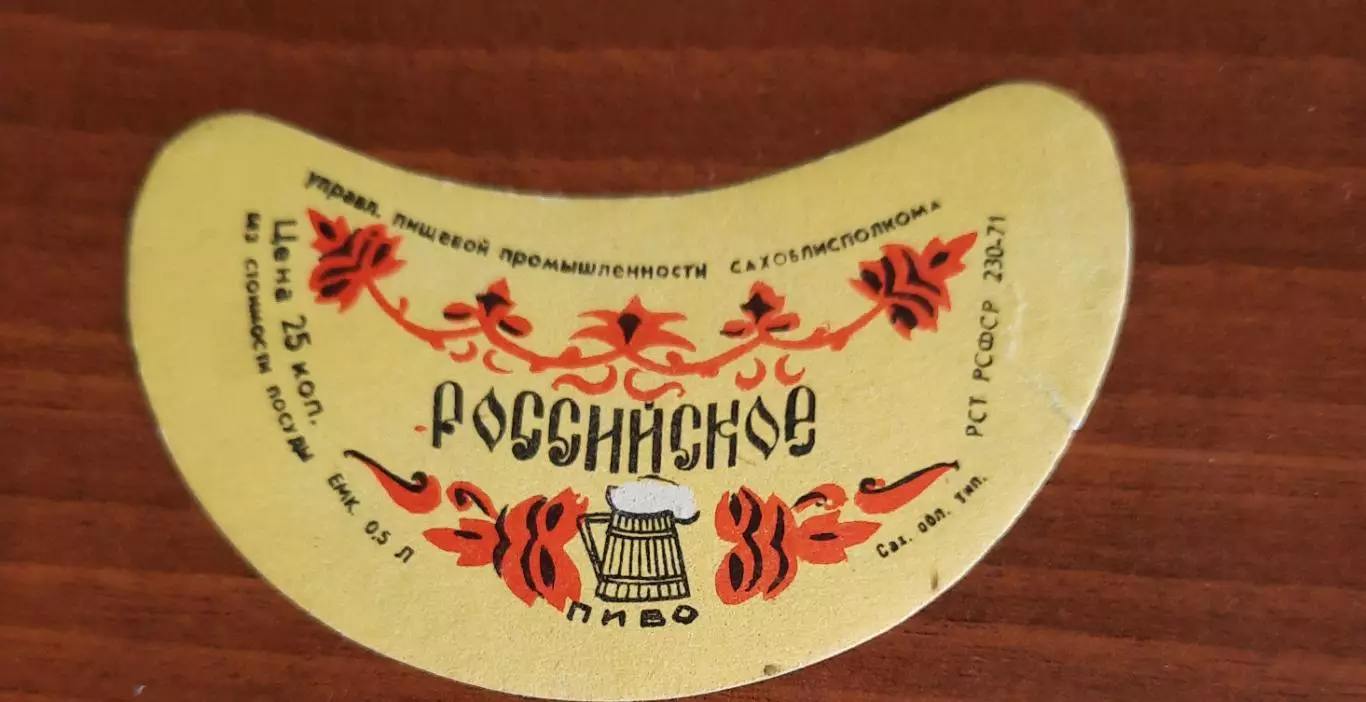 управл. пищевой промышленности сахоблисполкома
Цена 25 коп.
без стоимости посуды
Емк. 0.5 л
РОССИЙСКОЕ
ПИВО
РСТ РСФСР 230-71
Сах. обл. тип.